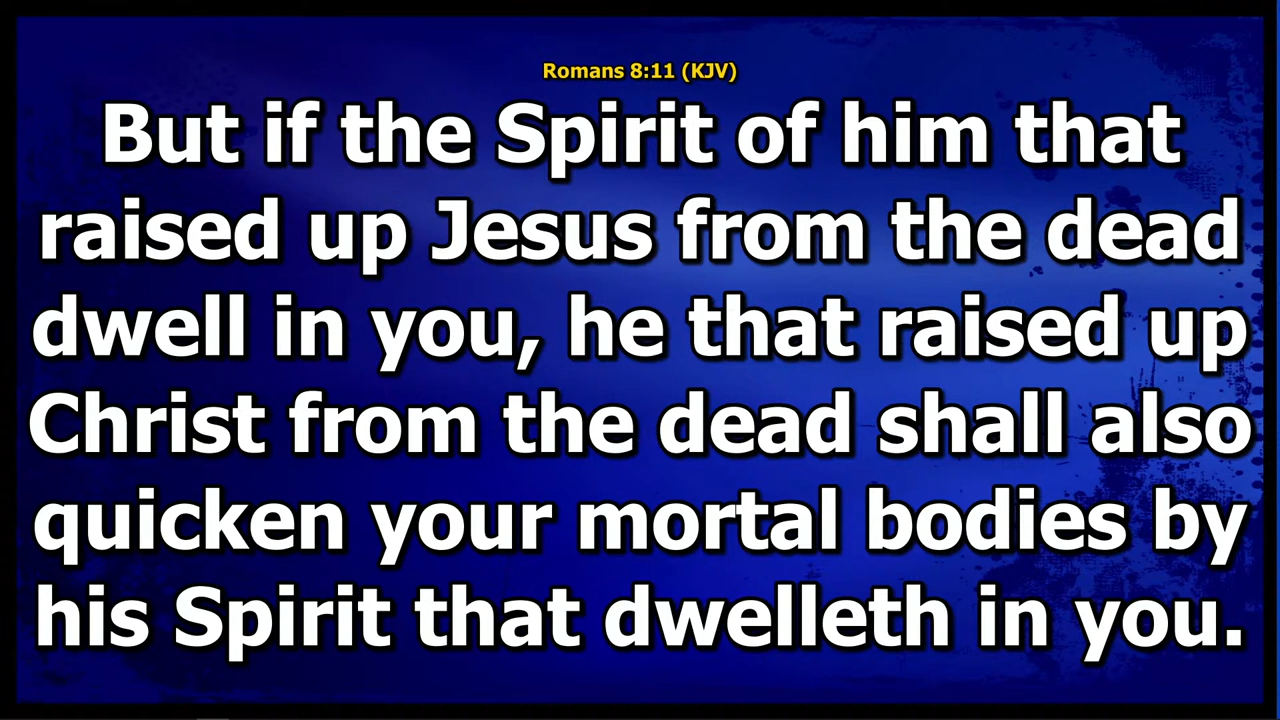 Romans 8:11 (KJV)
But if the Spirit of him that
raised up Jesus from the dead
dwell in you, he that raised up
Christ from the dead shall also
quicken your mortal bodies by
his Spirit that dwelleth in you.